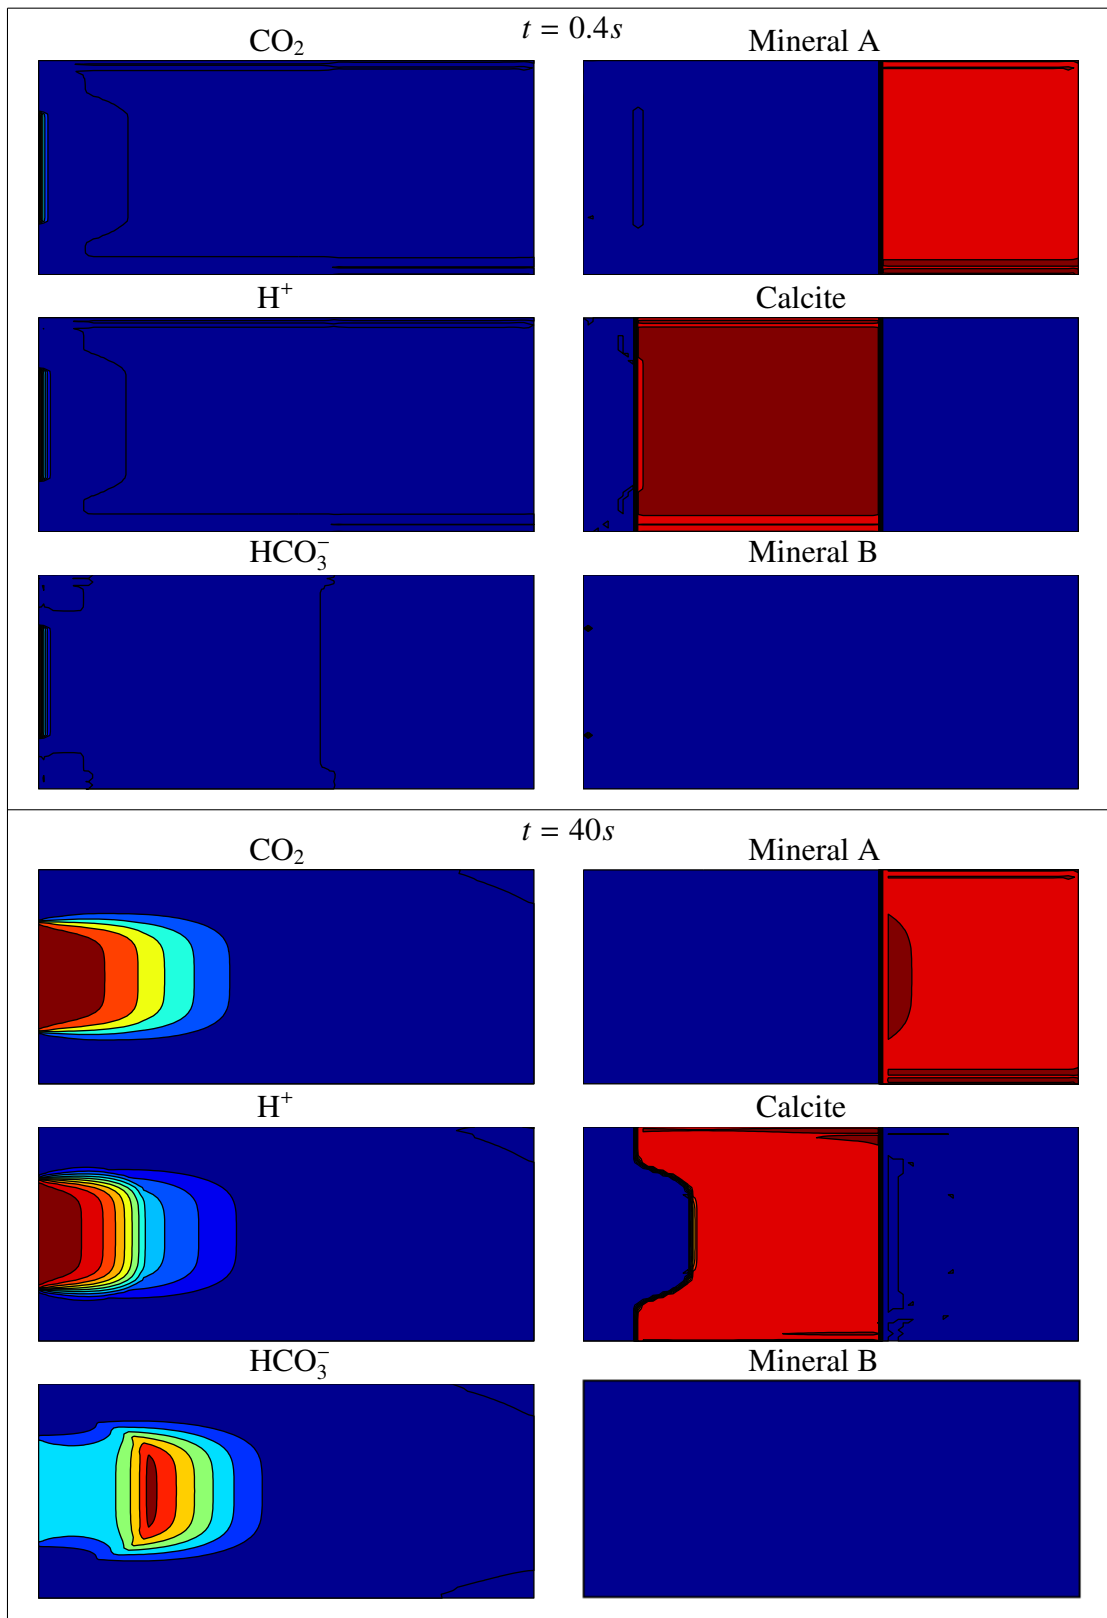 t = 0.4s
CO₂ Mineral A
H⁺ Calcite
HCO₃⁻ Mineral B
t = 40s
CO₂ Mineral A
H⁺ Calcite
HCO₃⁻ Mineral B